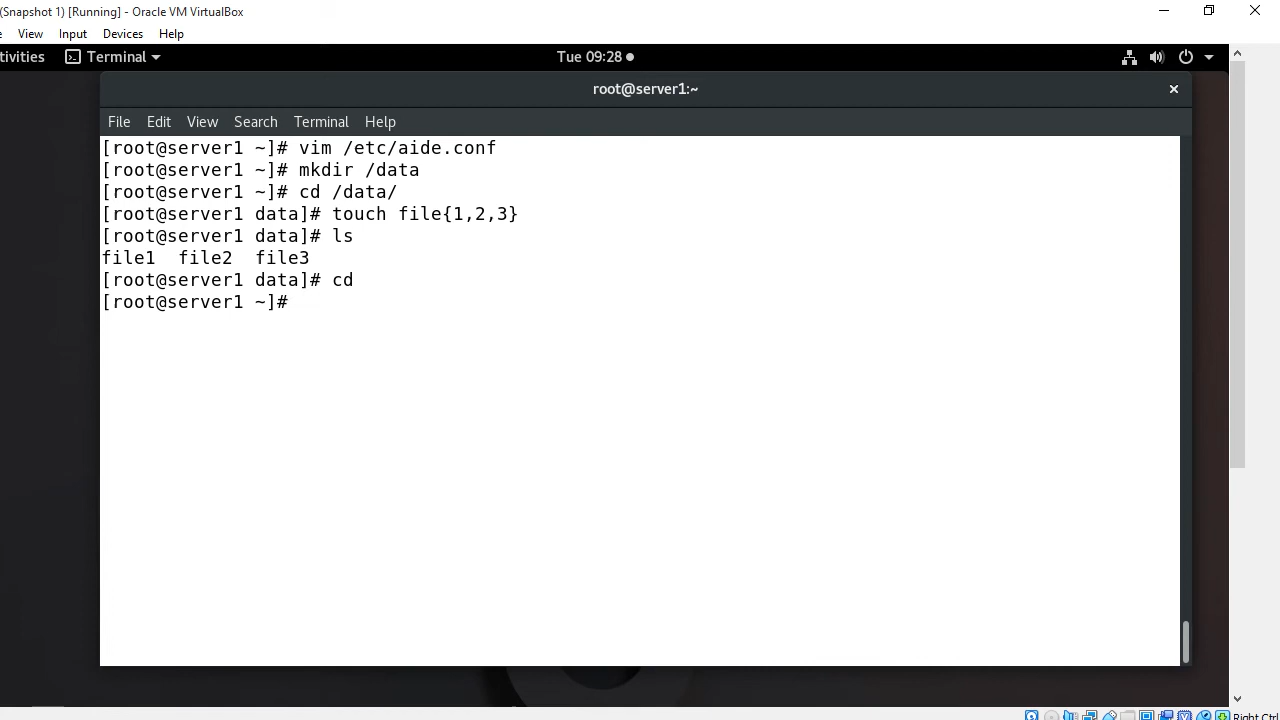 (Snapshot 1) [Running] - Oracle VM VirtualBox
View Input Devices Help
tivities Terminal Tue 09:28
root@server1:~
File Edit View Search Terminal Help
[root@server1 ~]# vim /etc/aide.conf
[root@server1 ~]# mkdir /data
[root@server1 ~]# cd /data/
[root@server1 data]# touch file{1,2,3}
[root@server1 data]# ls
file1  file2  file3
[root@server1 data]# cd
[root@server1 ~]#
Right Ctrl